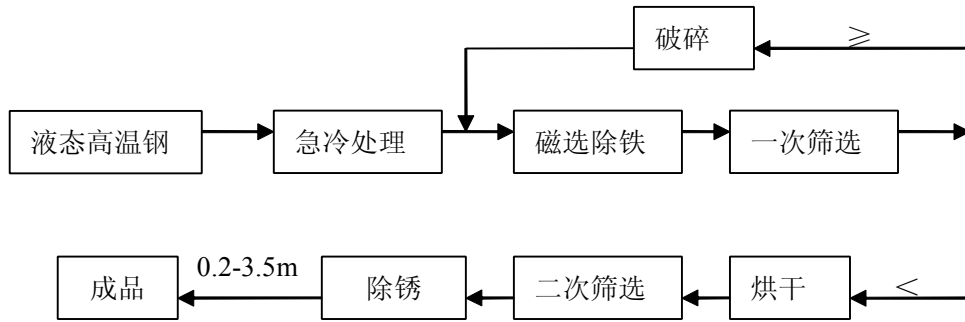 破碎
≥
液态高温钢
急冷处理
磁选除铁
一次筛选
成品
0.2-3.5m
除锈
二次筛选
烘干
<